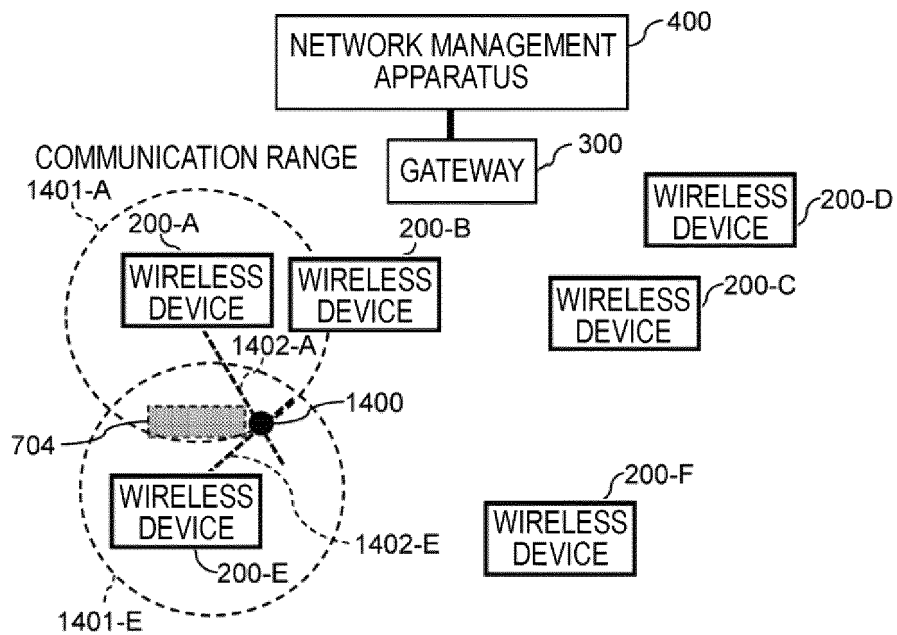 400
NETWORK MANAGEMENT
APPARATUS
300
GATEWAY
COMMUNICATION RANGE
1401-A
200-A
WIRELESS
DEVICE
200-B
WIRELESS
DEVICE
WIRELESS
DEVICE
200-D
WIRELESS
DEVICE
200-C
1402-A
1400
704
WIRELESS
DEVICE
200-E
1402-E
1401-E
200-F
WIRELESS
DEVICE